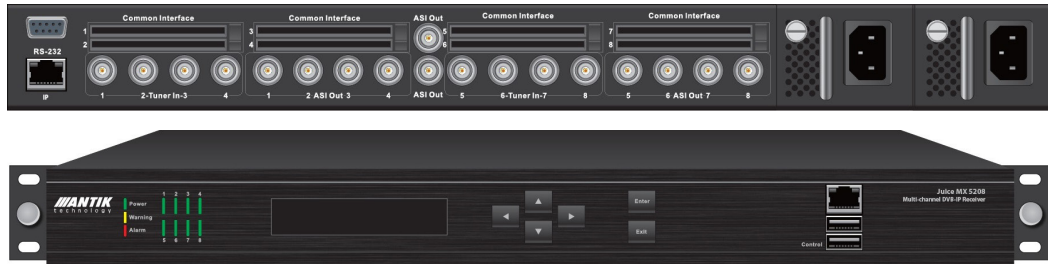 Common Interface
Common Interface
ASI Out
Common Interface
Common Interface
1
2
3
4
5
6
7
8
RS-232
IP
1 2-Tuner In-3 4
1 2 ASI Out 3 4
ASI Out
5 6-Tuner In-7 8
5 6 ASI Out 7 8
MANTIK
technology
Power
Warning
Alarm
1 2 3 4
5 6 7 8
Enter
Exit
Control
Juice MX 5208
Multi-channel DVB-IP Receiver